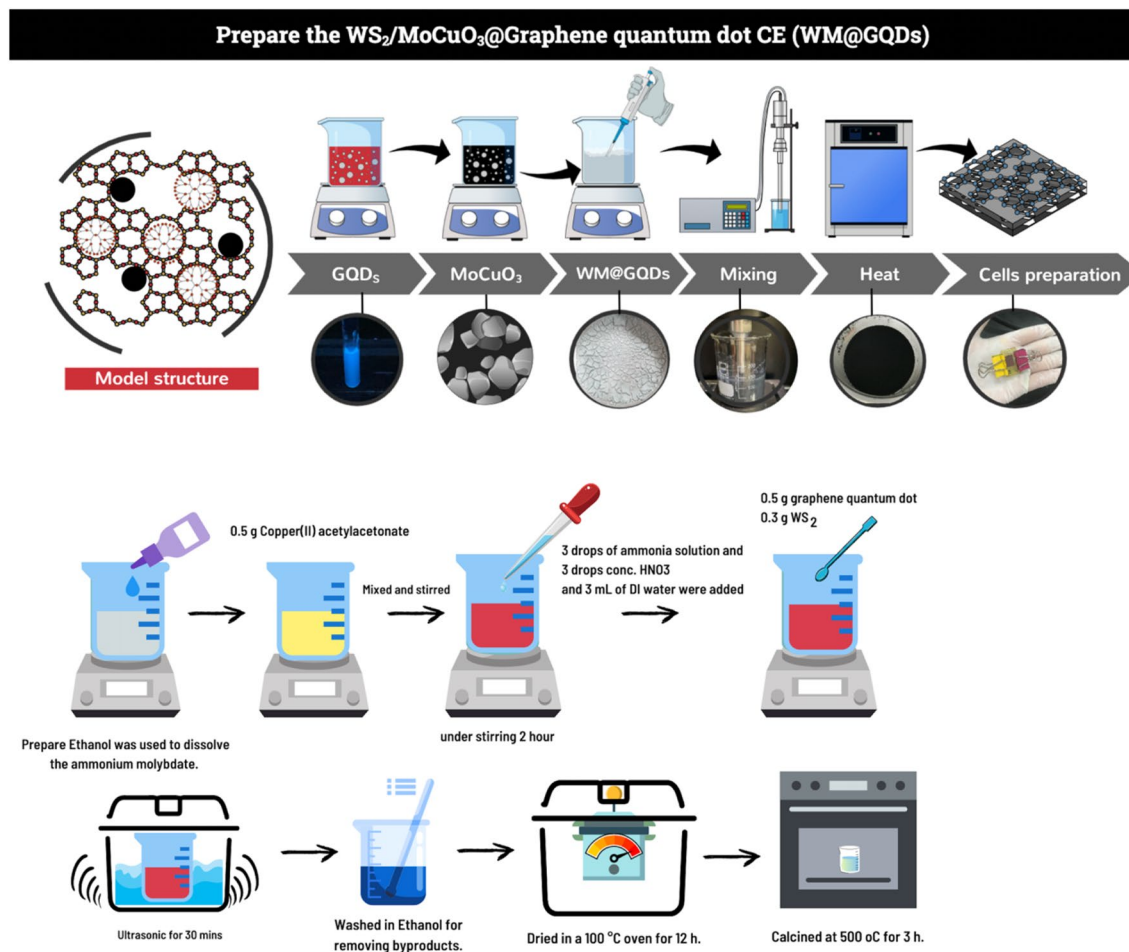 Prepare the WS₂/MoCuO₃@Graphene quantum dot CE (WM@GQDs)
Model structure
GQDₛ
MoCuO₃
WM@GQDs
Mixing
Heat
Cells preparation
0.5 g Copper(II) acetylacetonate
Mixed and stirred
3 drops of ammonia solution and
3 drops conc. HNO3
and 3 mL of DI water were added
0.5 g graphene quantum dot
0.3 g WS₂
Prepare Ethanol was used to dissolve
the ammonium molybdate.
under stirring 2 hour
Ultrasonic for 30 mins
Washed in Ethanol for
removing byproducts.
Dried in a 100 °C oven for 12 h.
Calcined at 500 oC for 3 h.